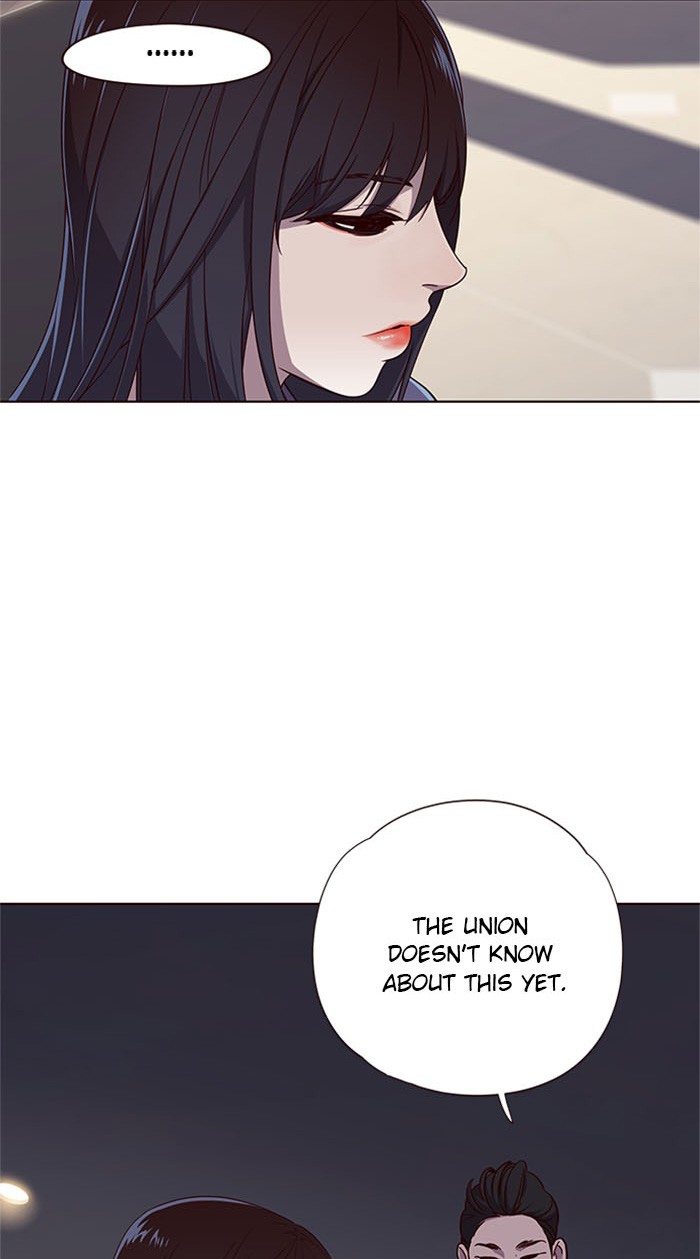 ......
THE UNION
DOESN'T KNOW
ABOUT THIS YET.